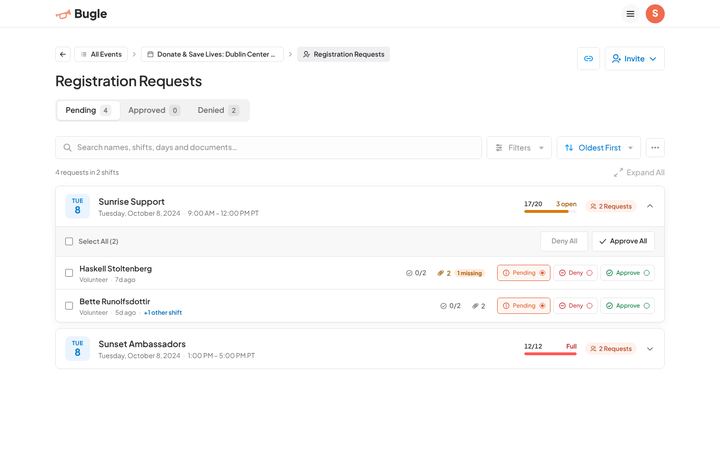 Bugle
S
All Events
Donate & Save Lives: Dublin Center ...
Registration Requests
Invite
Registration Requests
Pending 4
Approved 0
Denied 2
Search names, shifts, days and documents...
Filters
Oldest First
4 requests in 2 shifts
Expand All
TUE
8
Sunrise Support
Tuesday, October 8, 2024 9:00 AM – 12:00 PM PT
17/20 3 open
2 Requests
Select All (2)
Deny All
Approve All
Haskell Stoltenberg
Volunteer · 7d ago
0/2
2 1 missing
Pending
Deny
Approve
Bette Runolfsdottir
Volunteer · 5d ago · +1 other shift
0/2
2
Pending
Deny
Approve
TUE
8
Sunset Ambassadors
Tuesday, October 8, 2024 1:00 PM – 5:00 PM PT
12/12 Full
2 Requests